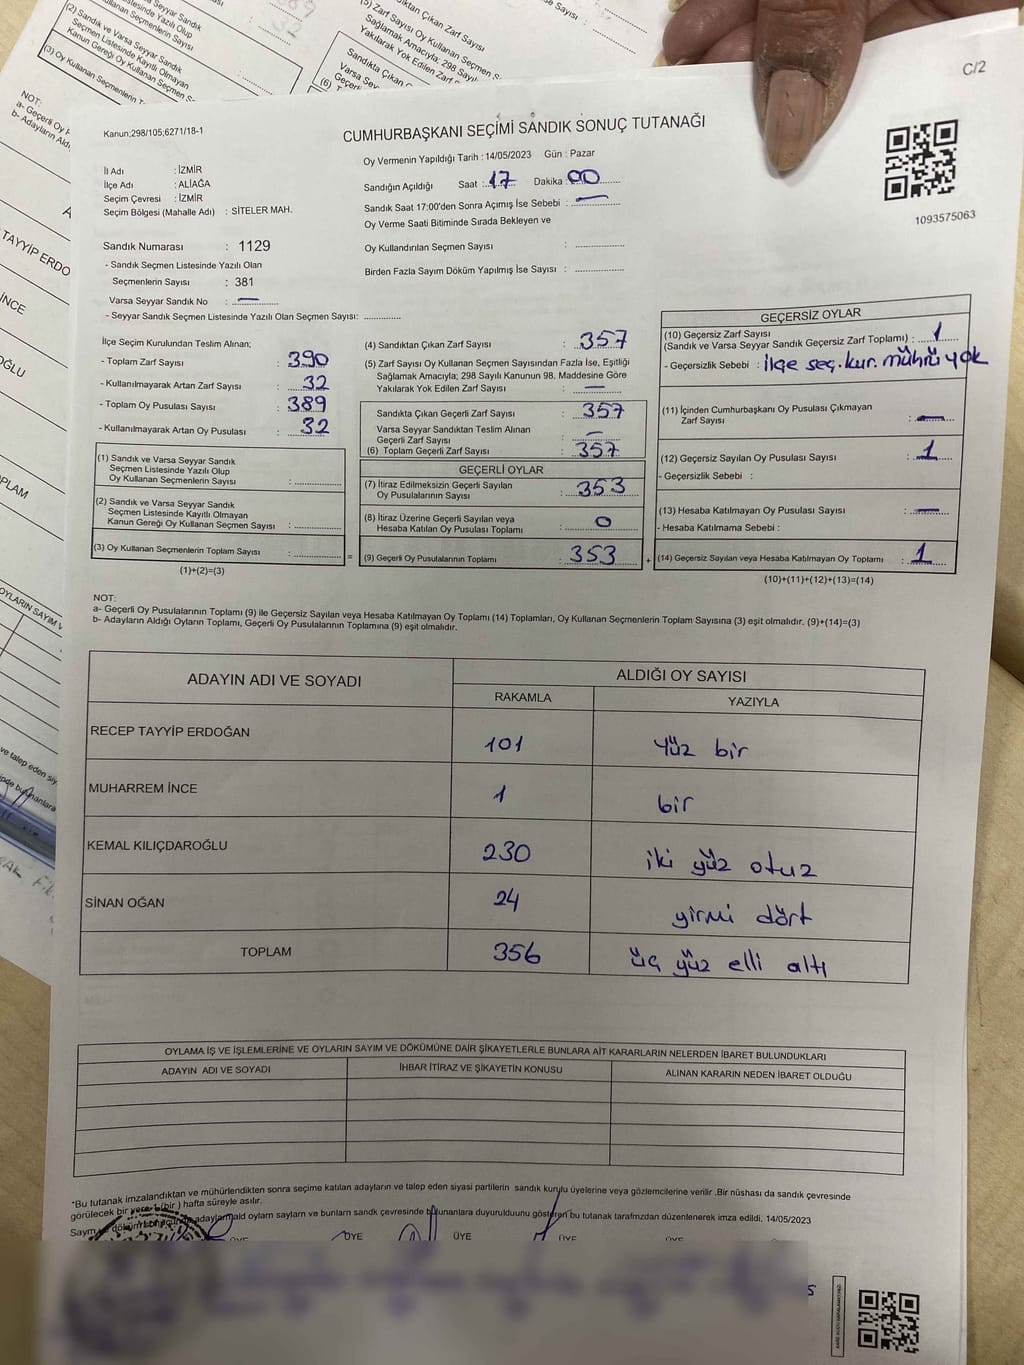 C/2
Kanun;298/105;6271/18-1
CUMHURBAŞKANI SEÇİMİ SANDIK SONUÇ TUTANAĞI
Oy Vermenin Yapıldığı Tarih : 14/05/2023 Gün : Pazar
İl Adı : İZMİR
İlçe Adı : ALİAĞA
Seçim Çevresi : İZMİR
Seçim Bölgesi (Mahalle Adı) : SİTELER MAH.
Sandığın Açıldığı Saat : 17 Dakika 00
Sandık Saat 17:00'den Sonra Açımış İse Sebebi : —
Oy Verme Saati Bitiminde Sırada Bekleyen ve
Oy Kullandırılan Seçmen Sayısı :
Birden Fazla Sayım Döküm Yapılmış İse Sayısı :
1093575063
Sandık Numarası : 1129
- Sandık Seçmen Listesinde Yazılı Olan
Seçmenlerin Sayısı : 381
Varsa Seyyar Sandık No : —
- Seyyar Sandık Seçmen Listesinde Yazılı Olan Seçmen Sayısı:
İlçe Seçim Kurulundan Teslim Alınan;
- Toplam Zarf Sayısı : 390
- Kullanılmayarak Artan Zarf Sayısı : 32
- Toplam Oy Pusulası Sayısı : 389
- Kullanılmayarak Artan Oy Pusulası : 32
(1) Sandık ve Varsa Seyyar Sandık
Seçmen Listesinde Yazılı Olup
Oy Kullanan Seçmenlerin Sayısı :
(2) Sandık ve Varsa Seyyar Sandık
Seçmen Listesinde Kayıtlı Olmayan
Kanun Gereği Oy Kullanan Seçmen Sayısı :
(3) Oy Kullanan Seçmenlerin Toplam Sayısı :
(1)+(2)=(3)
(4) Sandıktan Çıkan Zarf Sayısı : 357
(5) Zarf Sayısı Oy Kullanan Seçmen Sayısından Fazla İse, Eşitliği
Sağlamak Amacıyla; 298 Sayılı Kanunun 98. Maddesine Göre
Yakılarak Yok Edilen Zarf Sayısı : —
Sandıkta Çıkan Geçerli Zarf Sayısı : 357
Varsa Seyyar Sandıktan Teslim Alınan
Geçerli Zarf Sayısı : —
(6) Toplam Geçerli Zarf Sayısı : 357
GEÇERLİ OYLAR
(7) İtiraz Edilmeksizin Geçerli Sayılan
Oy Pusulalarının Sayısı : 353
(8) İtiraz Üzerine Geçerli Sayılan veya
Hesaba Katılan Oy Pusulası Toplamı : 0
(9) Geçerli Oy Pusulalarının Toplamı : 353
GEÇERSİZ OYLAR
(10) Geçersiz Zarf Sayısı
(Sandık ve Varsa Seyyar Sandık Geçersiz Zarf Toplamı) : 1
- Geçersizlik Sebebi : ilçe seç. kur. mührü yok
(11) İçinden Cumhurbaşkanı Oy Pusulası Çıkmayan
Zarf Sayısı : —
(12) Geçersiz Sayılan Oy Pusulası Sayısı : 1
- Geçersizlik Sebebi :
(13) Hesaba Katılmayan Oy Pusulası Sayısı : —
- Hesaba Katılmama Sebebi :
(14) Geçersiz Sayılan veya Hesaba Katılmayan Oy Toplamı : 1
(10)+(11)+(12)+(13)=(14)
NOT:
a- Geçerli Oy Pusulalarının Toplamı (9) ile Geçersiz Sayılan veya Hesaba Katılmayan Oy Toplamı (14) Toplamları, Oy Kullanan Seçmenlerin Toplam Sayısına (3) eşit olmalıdır. (9)+(14)=(3)
b- Adayların Aldığı Oyların Toplamı, Geçerli Oy Pusulalarının Toplamına (9) eşit olmalıdır.
ADAYIN ADI VE SOYADI ALDIĞI OY SAYISI
RAKAMLA YAZIYLA
RECEP TAYYİP ERDOĞAN 101 Yüz bir
MUHARREM İNCE 1 bir
KEMAL KILIÇDAROĞLU 230 iki yüz otuz
SİNAN OĞAN 24 yirmi dört
TOPLAM 356 üç yüz elli altı
OYLAMA İŞ VE İŞLEMLERİNE VE OYLARIN SAYIM VE DÖKÜMÜNE DAİR ŞİKAYETLERLE BUNLARA AİT KARARLARIN NELERDEN İBARET BULUNDUKLARI
ADAYIN ADI VE SOYADI İHBAR İTİRAZ VE ŞİKAYETİN KONUSU ALINAN KARARIN NEDEN İBARET OLDUĞU
*Bu tutanak imzalandıktan ve mühürlendikten sonra seçime katılan adayların ve talep eden siyasi partilerin sandık kurulu üyelerine veya gözlemcilerine verilir .Bir nüshası da sandık çevresinde
görülecek bir yere 1 (bir ) hafta süreyle asılır.
duyurulduğunu gösteren bu tutanak tarafımızdan düzenlenerek imza edildi. 14/05/2023
ÜYE ÜYE ÜYE